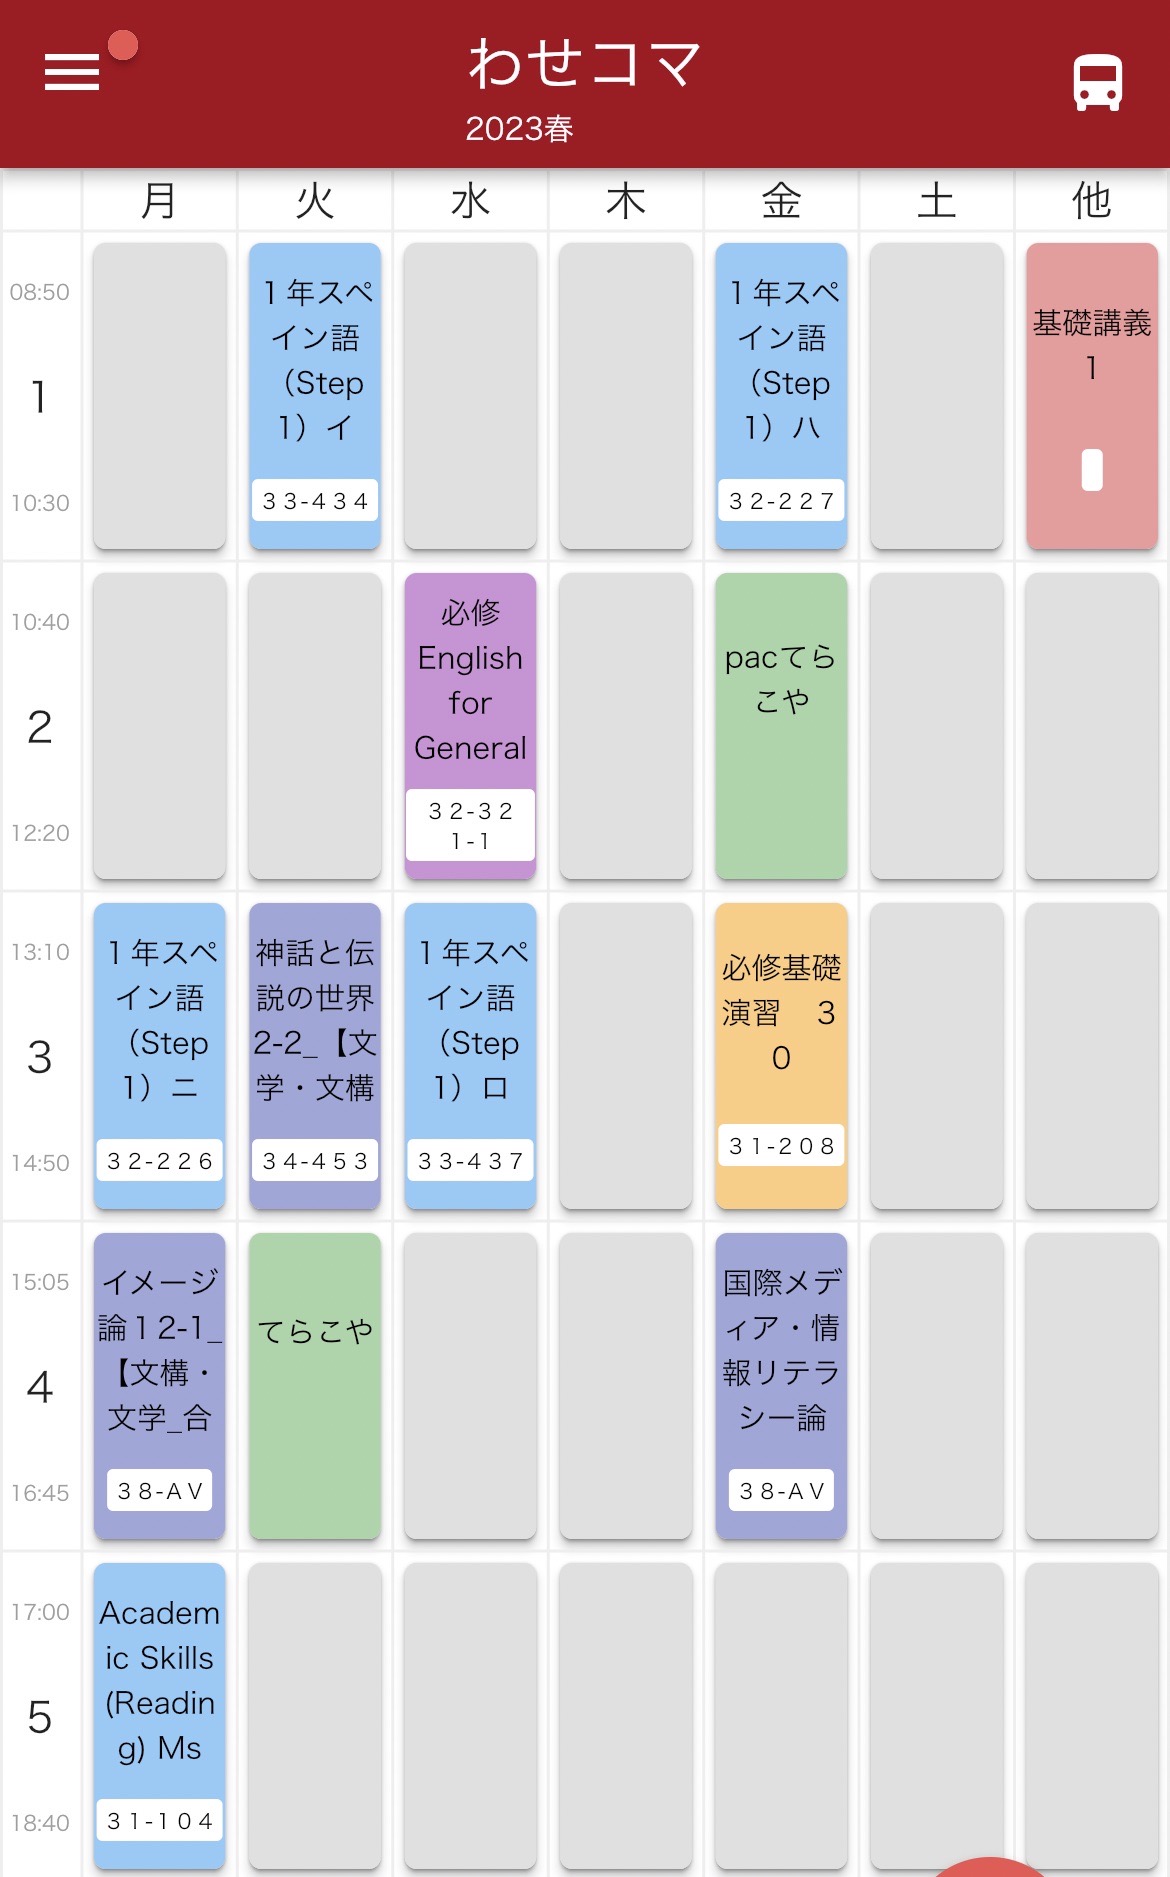 わせコマ
2023春
月 火 水 木 金 土 他
08:50
1
10:30
１年スペ
イン語
（Step
1）イ
33-434
１年スペ
イン語
（Step
1）ハ
32-227
基礎講義
1
10:40
2
12:20
必修
English
for
General
32-32
1-1
pacてら
こや
13:10
3
14:50
１年スペ
イン語
（Step
1）ニ
32-226
神話と伝
説の世界
2-2_【文
学・文構
34-453
１年スペ
イン語
（Step
1）ロ
33-437
必修基礎
演習　３
０
31-208
15:05
4
16:45
イメージ
論１2-1_
【文構・
文学_合
38-AV
てらこや
国際メデ
ィア・情
報リテラ
シー論
38-AV
17:00
5
18:40
Academ
ic Skills
(Readin
g) Ms
31-104